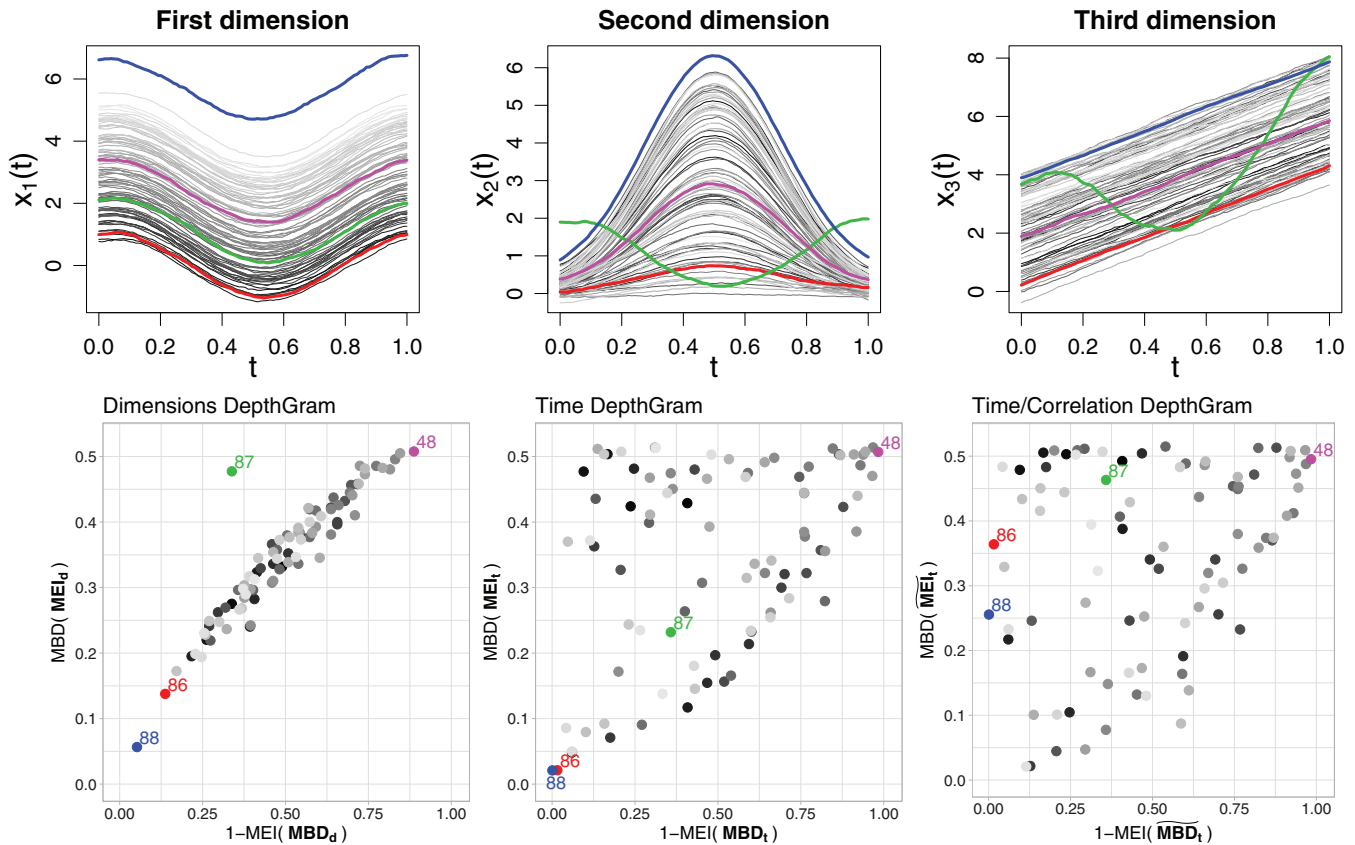 First dimension
x1(t)
6
4
2
0
0.0 0.2 0.4 0.6 0.8 1.0
t
Second dimension
x2(t)
6
5
4
3
2
1
0
0.0 0.2 0.4 0.6 0.8 1.0
t
Third dimension
x3(t)
8
6
4
2
0
0.0 0.2 0.4 0.6 0.8 1.0
t
Dimensions DepthGram
MBD( MEId )
0.5
0.4
0.3
0.2
0.1
0.0
48
87
86
88
0.00 0.25 0.50 0.75 1.00
1−MEI( MBDd )
Time DepthGram
MBD( MEIt )
0.5
0.4
0.3
0.2
0.1
0.0
48
87
86
88
0.00 0.25 0.50 0.75 1.00
1−MEI( MBDt )
Time/Correlation DepthGram
MBD( M͠EIt )
0.5
0.4
0.3
0.2
0.1
0.0
48
87
86
88
0.00 0.25 0.50 0.75 1.00
1−MEI( M͠BDt )